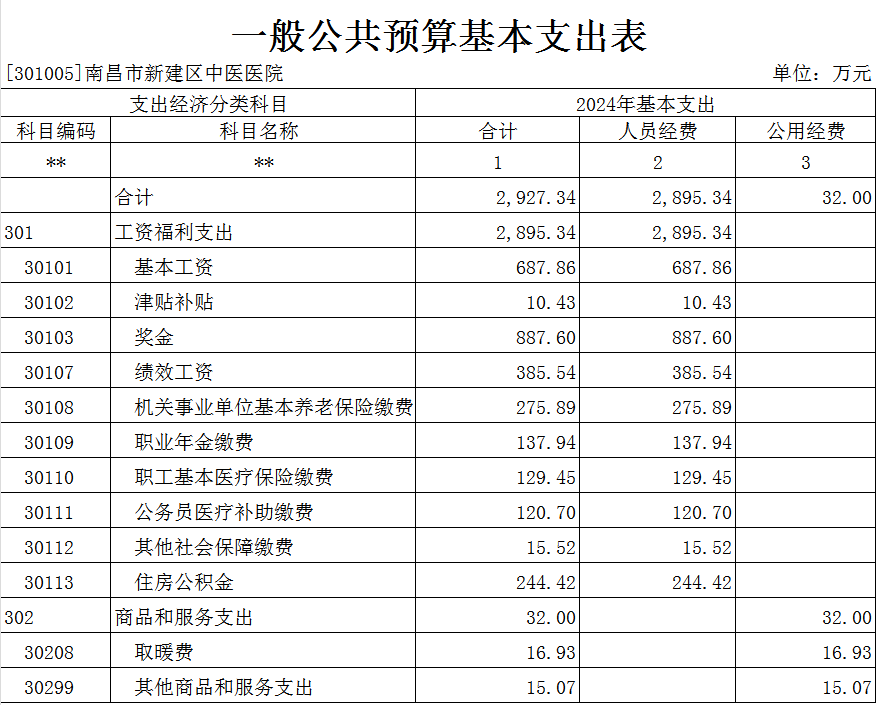 一般公共预算基本支出表
[301005]南昌市新建区中医医院 单位：万元
支出经济分类科目 2024年基本支出
科目编码 科目名称 合计 人员经费 公用经费
** ** 1 2 3
合计 2,927.34 2,895.34 32.00
301 工资福利支出 2,895.34 2,895.34
30101 基本工资 687.86 687.86
30102 津贴补贴 10.43 10.43
30103 奖金 887.60 887.60
30107 绩效工资 385.54 385.54
30108 机关事业单位基本养老保险缴费 275.89 275.89
30109 职业年金缴费 137.94 137.94
30110 职工基本医疗保险缴费 129.45 129.45
30111 公务员医疗补助缴费 120.70 120.70
30112 其他社会保障缴费 15.52 15.52
30113 住房公积金 244.42 244.42
302 商品和服务支出 32.00 32.00
30208 取暖费 16.93 16.93
30299 其他商品和服务支出 15.07 15.07